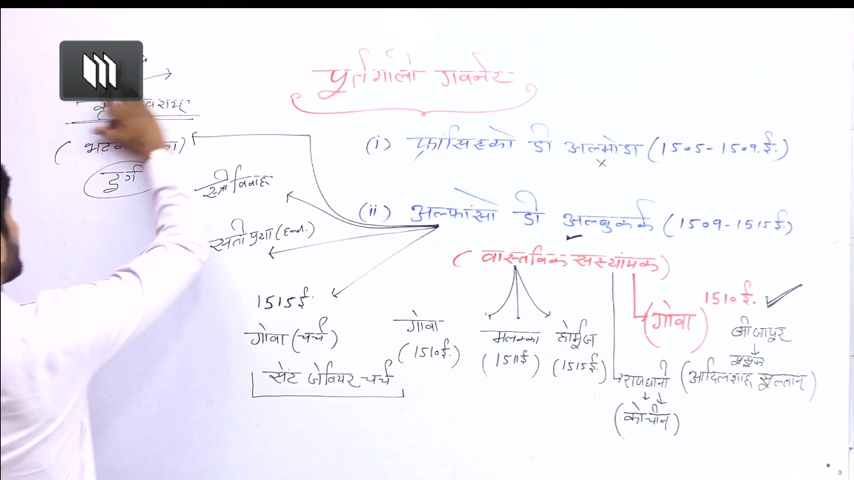 पुर्तगाली गवर्नर
(i) फ्रांसिस्को डी अल्मोडा (1505-1509 ई.)
(ii) अल्फांसो डी अल्बुकर्क (1509-1515 ई.)
(वास्तविक संस्थापक)
दुर्ग
स्त्री विवाह
सती प्रथा (End.)
1515 ई.
गोवा (चर्च)
सेंट जेवियर चर्च
गोवा
(1510 ई.)
मलक्का
(1511 ई.)
होर्मुज
(1515 ई.)
(गोवा)
1510 ई.
बीजापुर
(आदिलशाह सुल्तान)
राजधानी
(कोचीन)